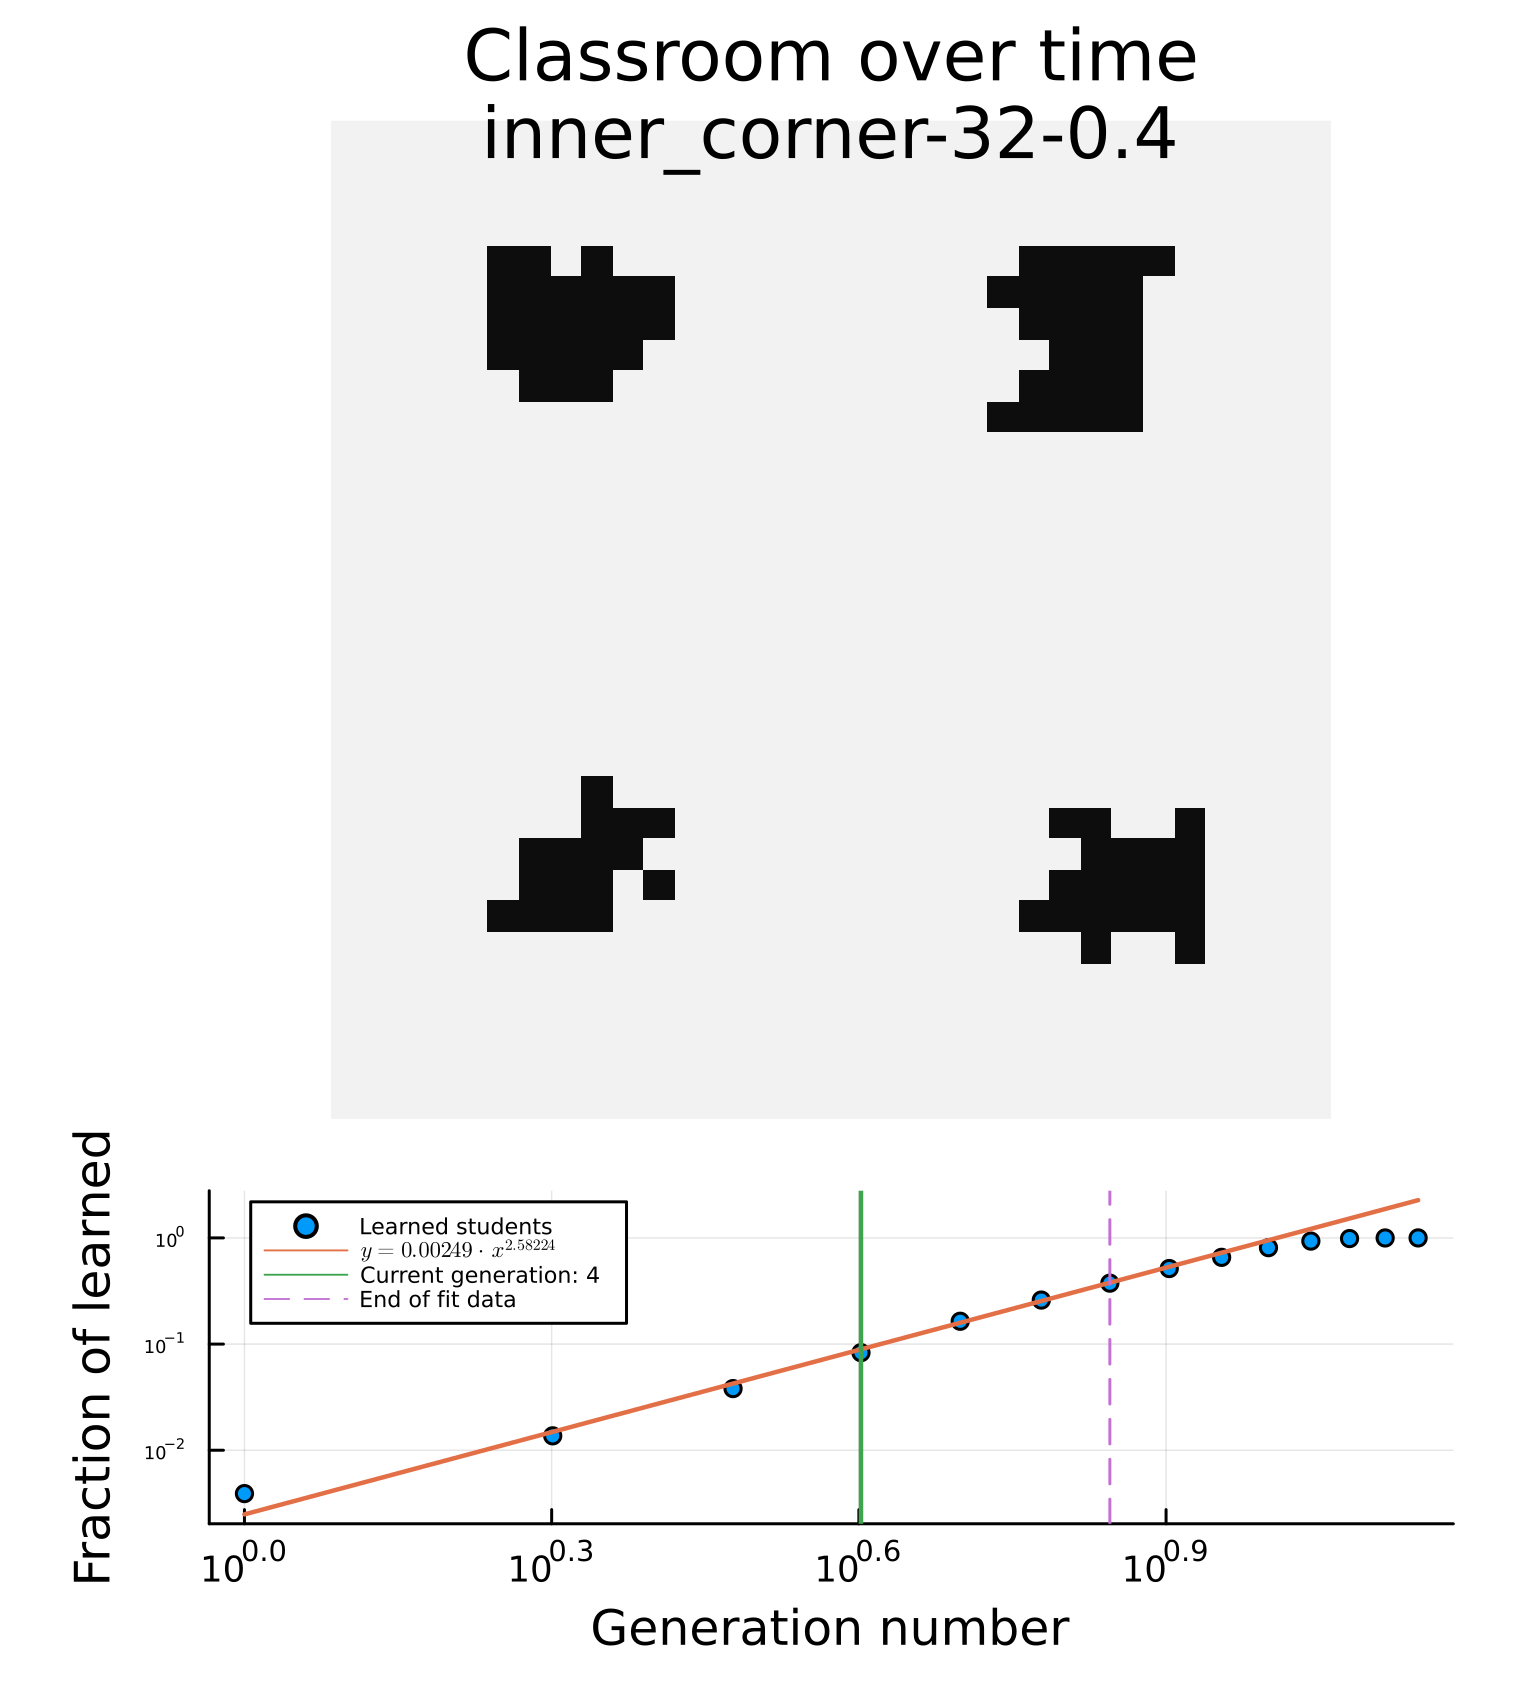 Classroom over time
inner_corner-32-0.4
Fraction of learned
10^0
10^-1
10^-2
Learned students
y = 0.00249 · x^2.58224
Current generation: 4
End of fit data
10^0.0 10^0.3 10^0.6 10^0.9
Generation number